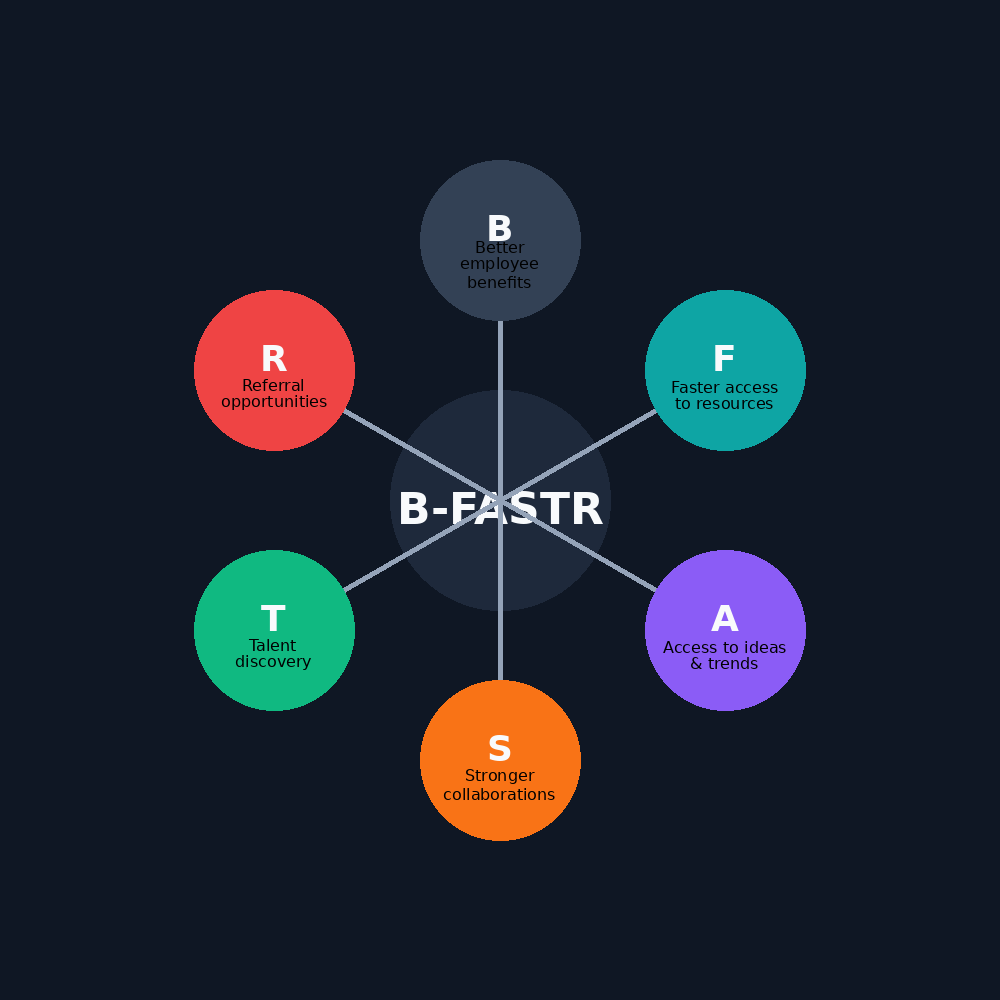 B
Better
employee
benefits
R
Referral
opportunities
F
Faster access
to resources
B-FASTR
T
Talent
discovery
A
Access to ideas
& trends
S
Stronger
collaborations